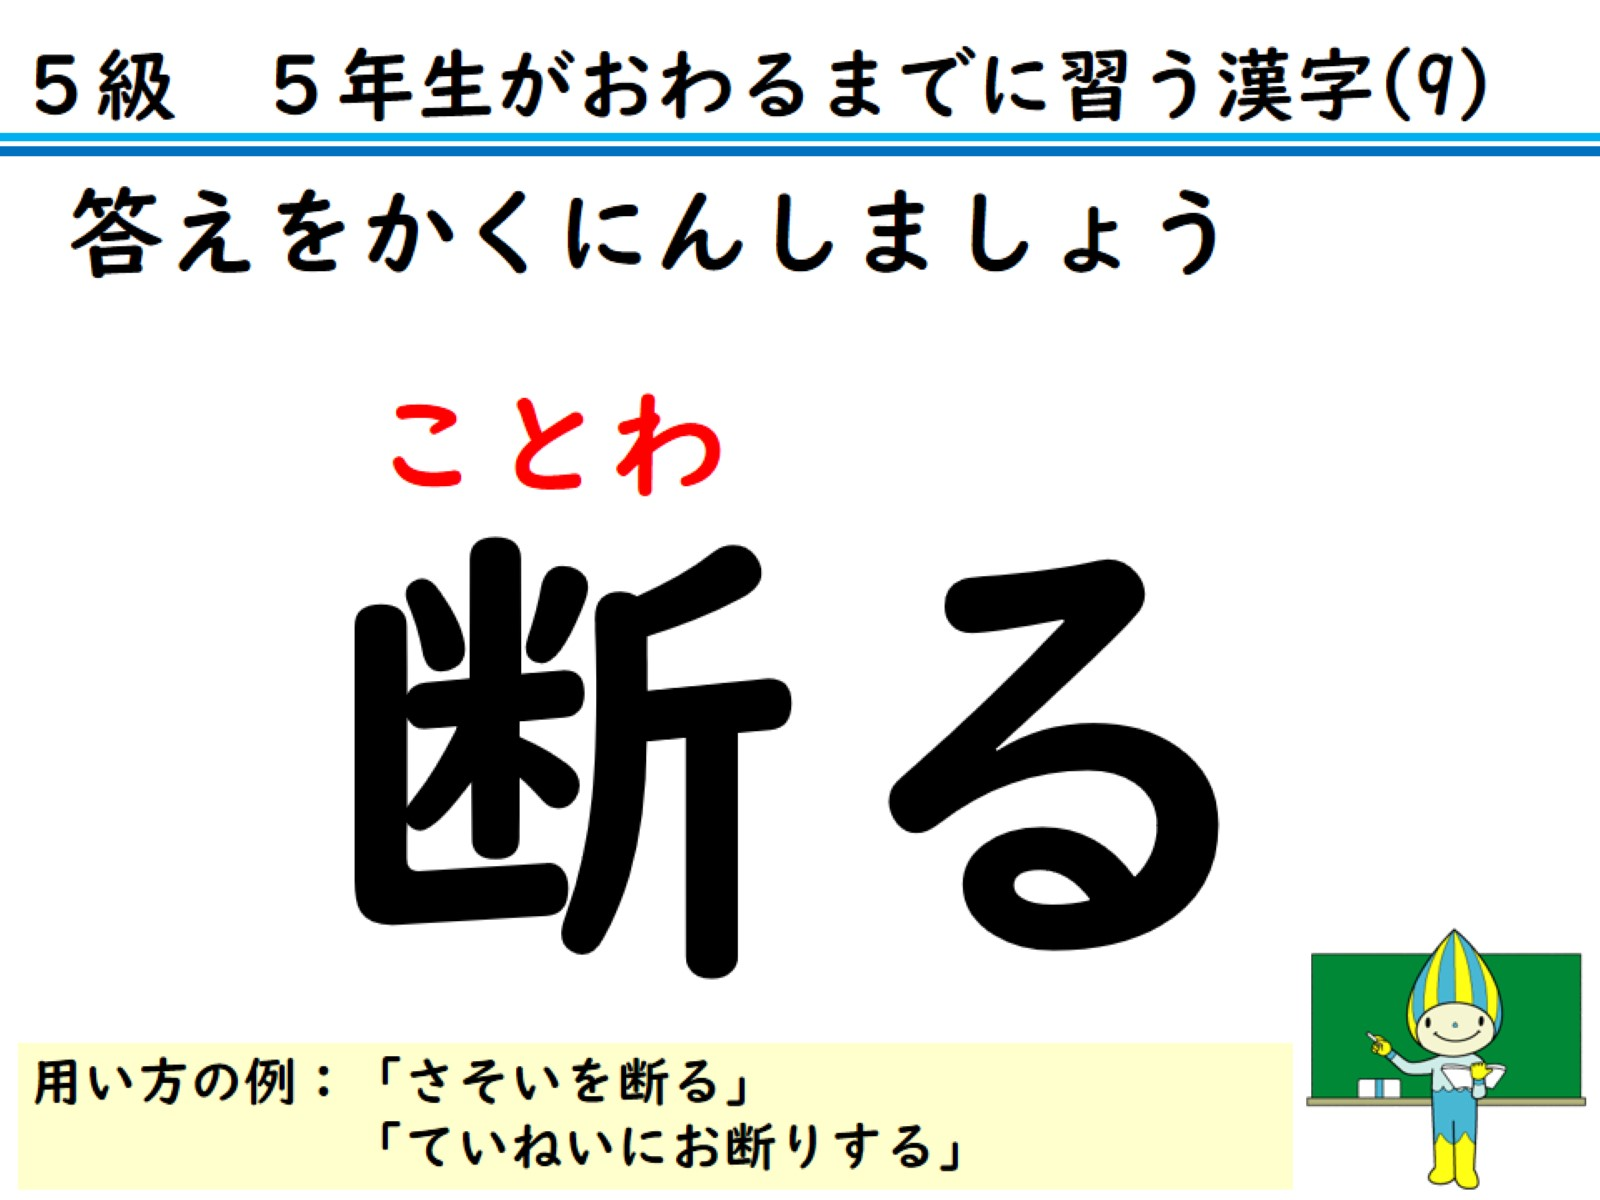 ５級　５年生がおわるまでに習う漢字(9)
答えをかくにんしましょう
ことわ
断る
用い方の例：「さそいを断る」
「ていねいにお断りする」